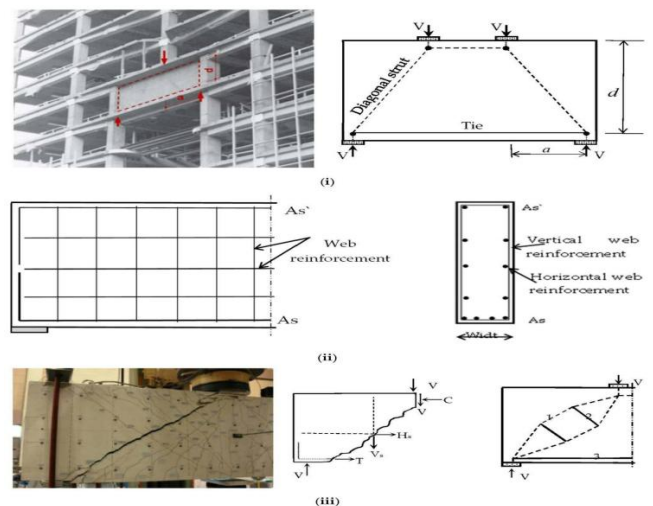 V V
Diagonal strut
d
Tie
a
V V
(i)
As'
Web
reinforcement
As
As'
Vertical web
reinforcement
Horizontal web
reinforcement
As
Widt
(ii)
V
V
C
Hs
Vs
T
V
V
1
2
3
V
(iii)